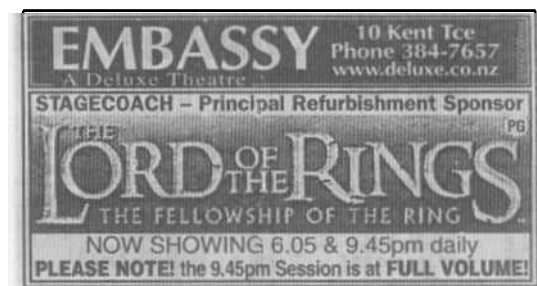 EMBASSY
A Deluxe Theatre
10 Kent Tce
Phone 384-7657
www.deluxe.co.nz
STAGECOACH – Principal Refurbishment Sponsor
PG
THE
LORD OF THE RINGS
THE FELLOWSHIP OF THE RING
NOW SHOWING 6.05 & 9.45pm daily
PLEASE NOTE! the 9.45pm Session is at FULL VOLUME!